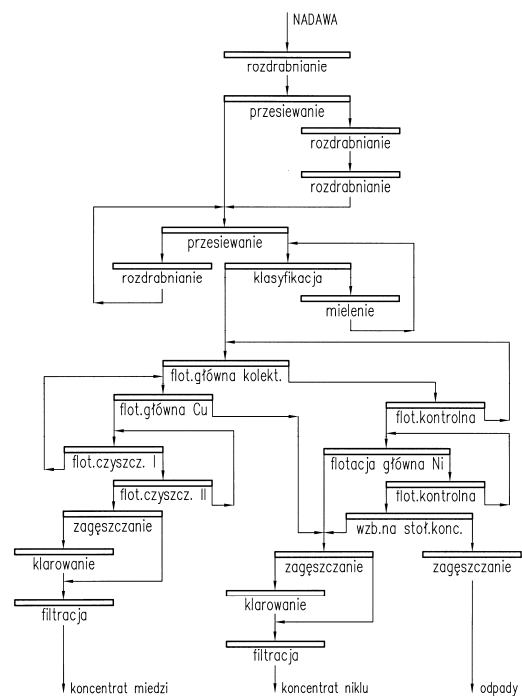 NADAWA
rozdrabnianie
przesiewanie
rozdrabnianie
rozdrabnianie
przesiewanie
rozdrabnianie
klasyfikacja
mielenie
flot.główna kolekt.
flot.główna Cu
flot.kontrolna
flot.czyszcz. I
flotacja główna Ni
flot.czyszcz. II
flot.kontrolna
zagęszczanie
wzb.na stoł.konc.
klarowanie
zagęszczanie
zagęszczanie
klarowanie
filtracja
filtracja
koncentrat miedzi
koncentrat niklu
odpady